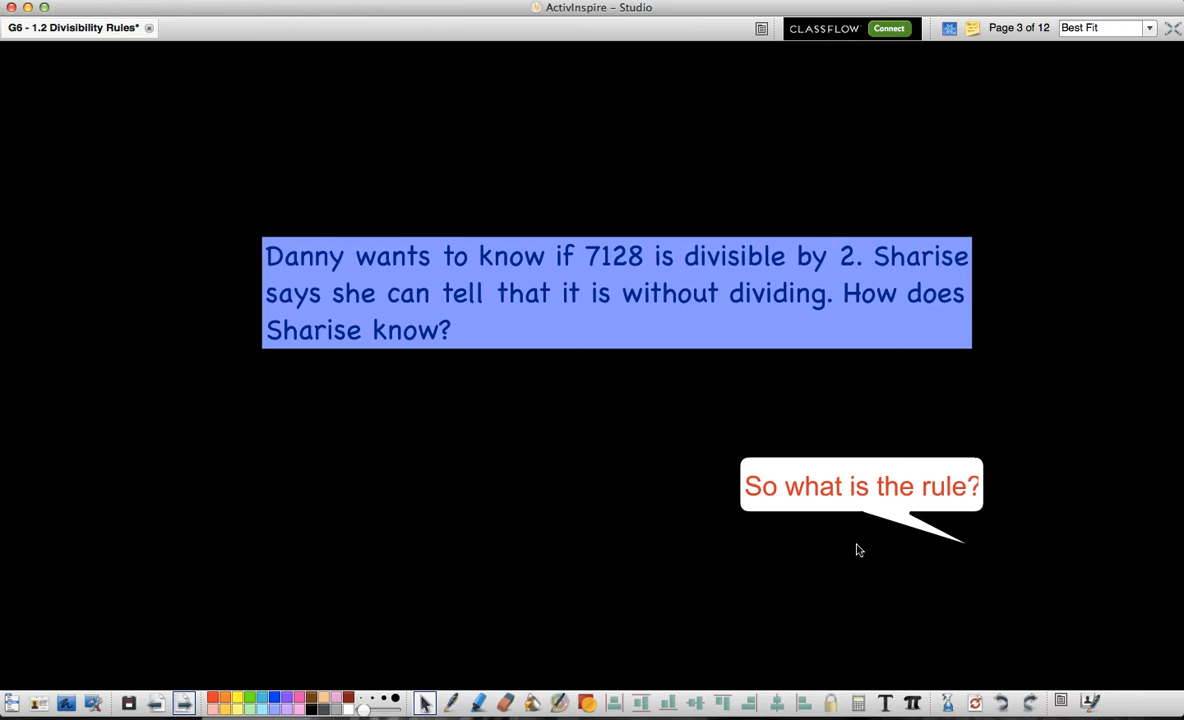 ActivInspire – Studio
G6 - 1.2 Divisibility Rules*
CLASSFLOW Connect
Page 3 of 12
Best Fit
Danny wants to know if 7128 is divisible by 2. Sharise
says she can tell that it is without dividing. How does
Sharise know?
So what is the rule?